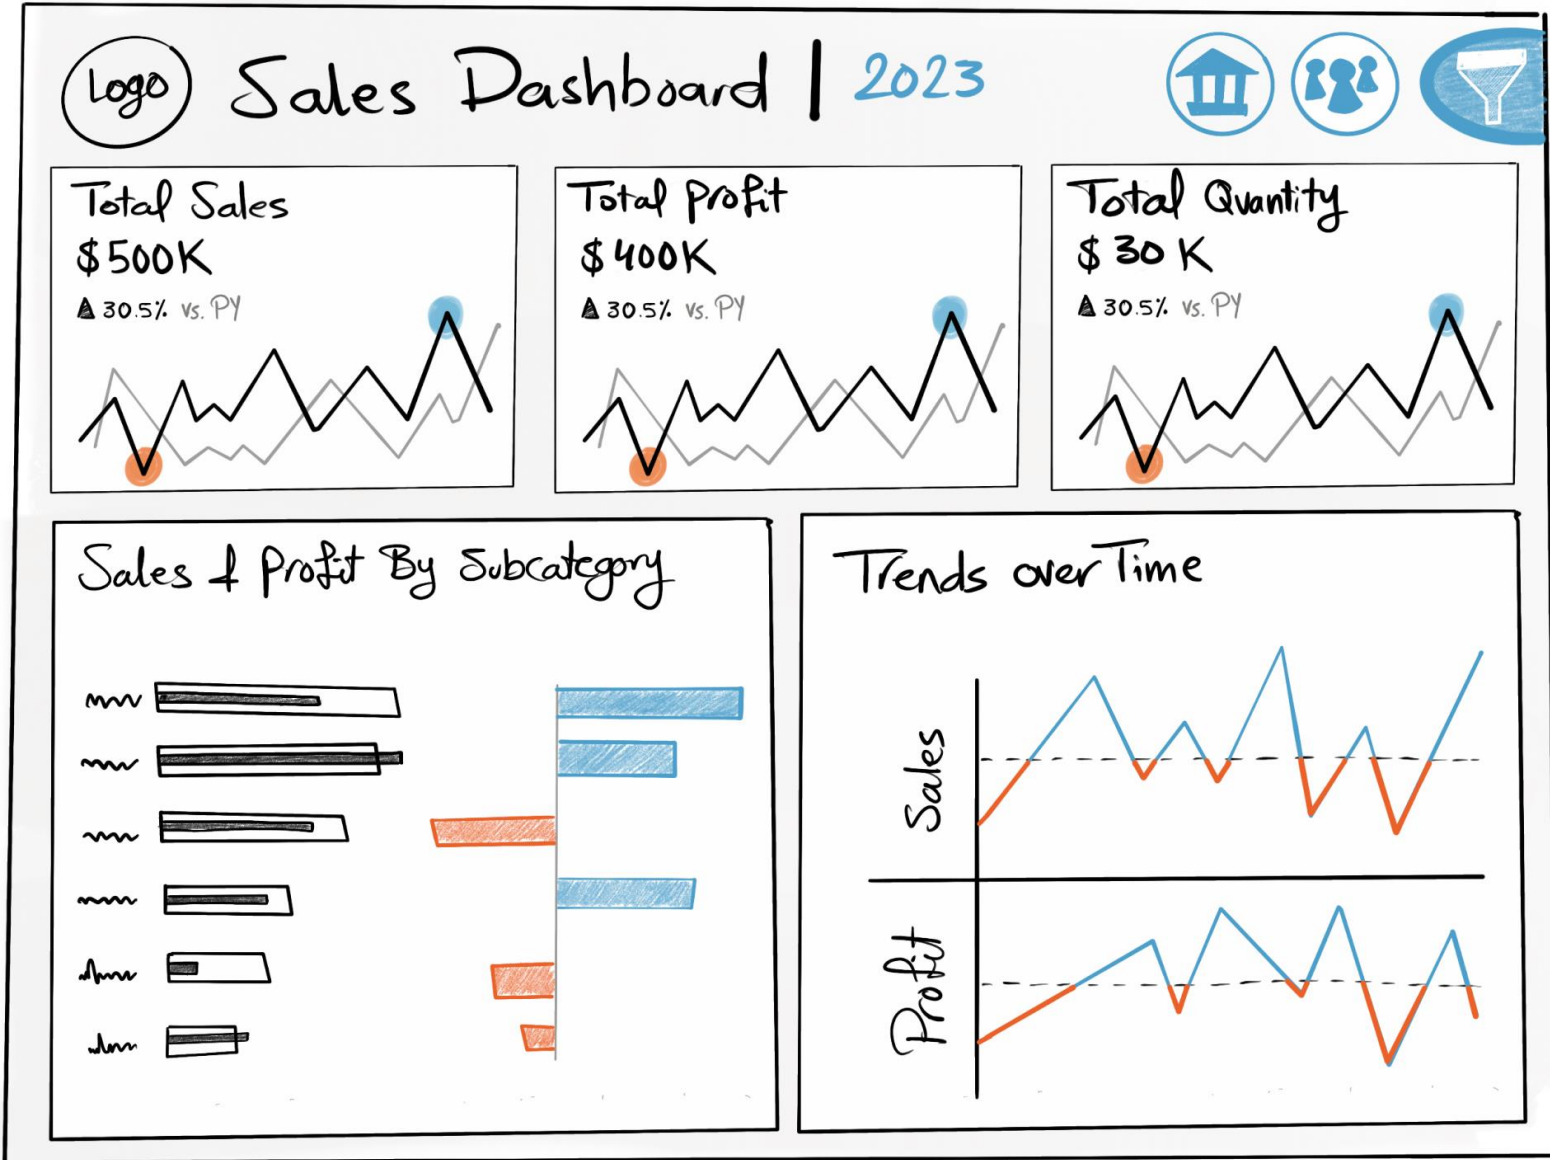 Logo
Sales Dashboard | 2023
Total Sales
$500K
▲ 30.5% vs. PY
Total Profit
$400K
▲ 30.5% vs. PY
Total Quantity
$30K
▲ 30.5% vs. PY
Sales & Profit By Subcategory
Trends over Time
Sales
Profit